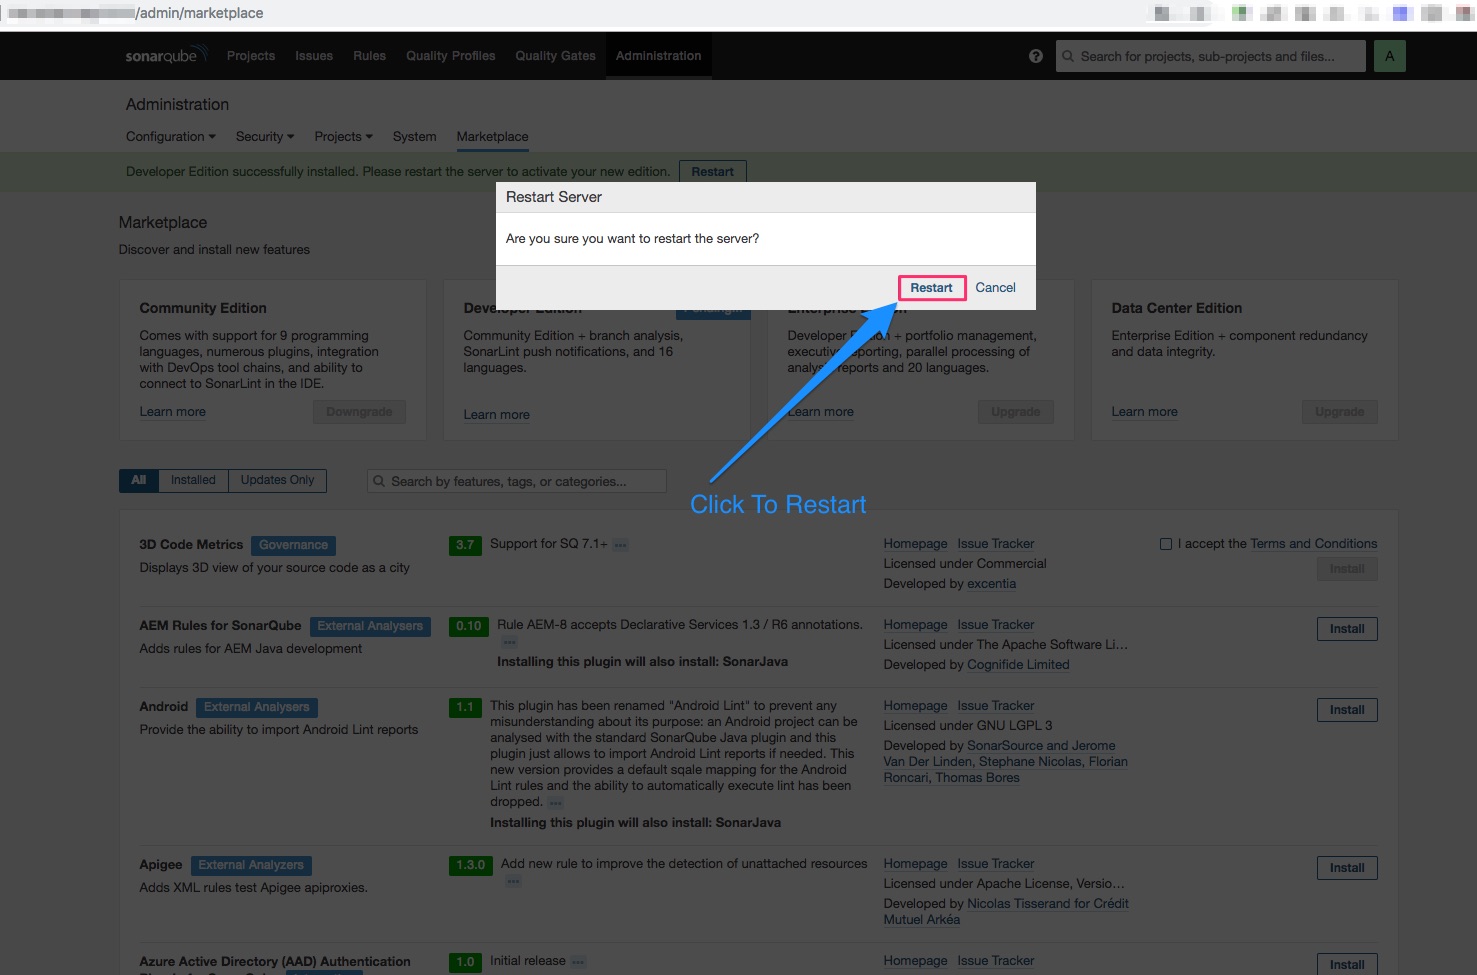 /admin/marketplace
sonarqube Projects Issues Rules Quality Profiles Quality Gates Administration Search for projects, sub-projects and files... A
Administration
Configuration Security Projects System Marketplace
Developer Edition successfully installed. Please restart the server to activate your new edition. Restart
Restart Server
Are you sure you want to restart the server?
Restart Cancel
Marketplace
Discover and install new features
Community Edition
Comes with support for 9 programming
languages, numerous plugins, integration
with DevOps tool chains, and ability to
connect to SonarLint in the IDE.
Learn more Downgrade
Developer Edition Pending...
Community Edition + branch analysis,
SonarLint push notifications, and 16
languages.
Learn more
Enterprise Edition
Developer Edition + portfolio management,
executive reporting, parallel processing of
analysis reports and 20 languages.
Learn more Upgrade
Data Center Edition
Enterprise Edition + component redundancy
and data integrity.
Learn more Upgrade
Click To Restart
All Installed Updates Only Search by features, tags, or categories...
3D Code Metrics Governance
Displays 3D view of your source code as a city
3.7 Support for SQ 7.1+ ...
Homepage Issue Tracker
Licensed under Commercial
Developed by excentia
I accept the Terms and Conditions
Install
AEM Rules for SonarQube External Analysers
Adds rules for AEM Java development
0.10 Rule AEM-8 accepts Declarative Services 1.3 / R6 annotations.
...
Installing this plugin will also install: SonarJava
Homepage Issue Tracker
Licensed under The Apache Software Li...
Developed by Cognifide Limited
Install
Android External Analysers
Provide the ability to import Android Lint reports
1.1 This plugin has been renamed "Android Lint" to prevent any
misunderstanding about its purpose: an Android project can be
analysed with the standard SonarQube Java plugin and this
plugin just allows to import Android Lint reports if needed. This
new version provides a default sqale mapping for the Android
Lint rules and the ability to automatically execute lint has been
dropped. ...
Installing this plugin will also install: SonarJava
Homepage Issue Tracker
Licensed under GNU LGPL 3
Developed by SonarSource and Jerome
Van Der Linden, Stephane Nicolas, Florian
Roncari, Thomas Bores
Install
Apigee External Analyzers
Adds XML rules test Apigee apiproxies.
1.3.0 Add new rule to improve the detection of unattached resources
...
Homepage Issue Tracker
Licensed under Apache License, Versio...
Developed by Nicolas Tisserand for Crédit
Mutuel Arkéa
Install
Azure Active Directory (AAD) Authentication
1.0 Initial release ...
Homepage Issue Tracker
Install